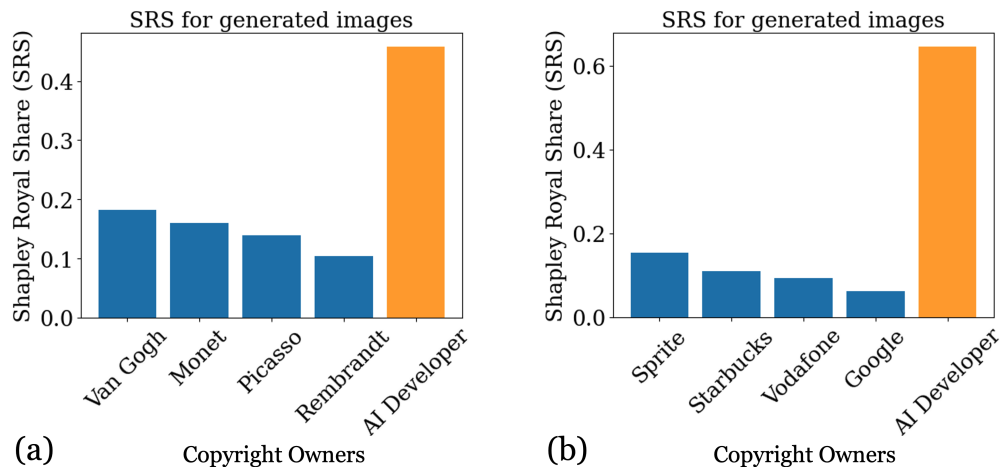 SRS for generated images
Shapley Royal Share (SRS)
0.4
0.3
0.2
0.1
0.0
Van Gogh
Monet
Picasso
Rembrandt
AI Developer
(a)
Copyright Owners
SRS for generated images
Shapley Royal Share (SRS)
0.6
0.4
0.2
0.0
Sprite
Starbucks
Vodafone
Google
AI Developer
(b)
Copyright Owners